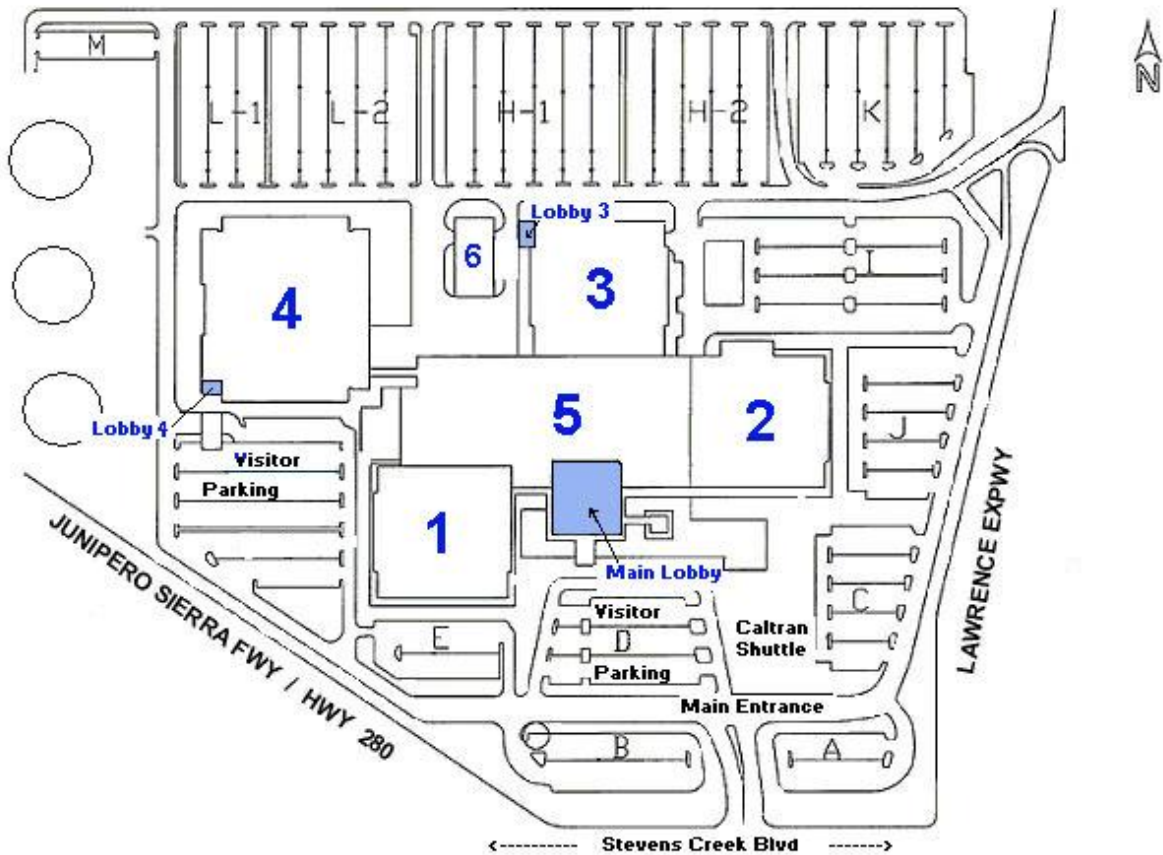 M
L-1
L-2
H-1
H-2
K
N
Lobby 3
6
I
4
3
5
2
J
Lobby 4
Visitor
Parking
1
Main Lobby
JUNIPERO SIERRA FWY / HWY 280
LAWRENCE EXPWY
Visitor
D
Parking
C
Caltran
Shuttle
E
Main Entrance
B
A
<---------- Stevens Creek Blvd ------->